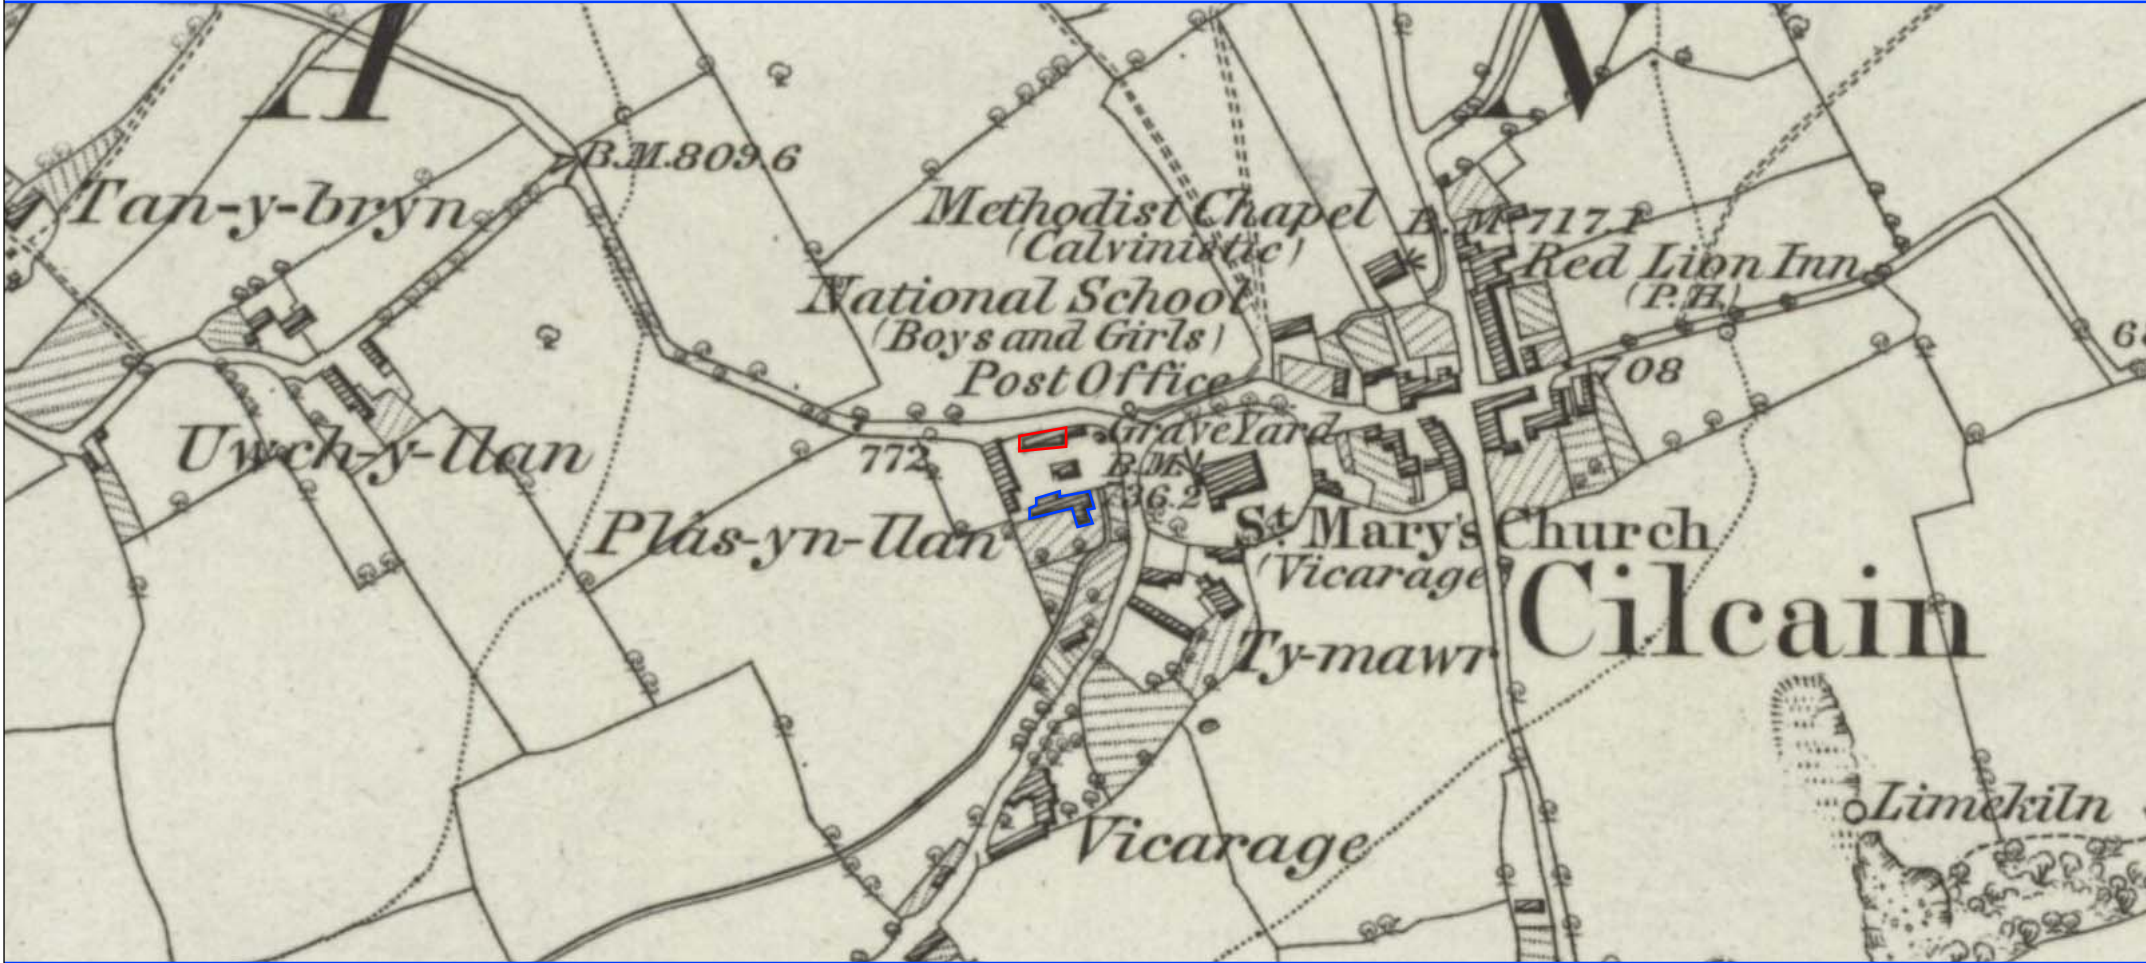 B.M.809.6
Tan-y-bryn
Methodist Chapel
(Calvinistic)
B.M.717.1
Red Lion Inn
(P.H.)
National School
(Boys and Girls)
Post Office
708
Uwch-y-llan
772
Grave Yard
B.M.
736.2
Plâs-yn-llan
St. Mary's Church
(Vicarage)
Cilcain
Ty-mawr
Limekiln
Vicarage